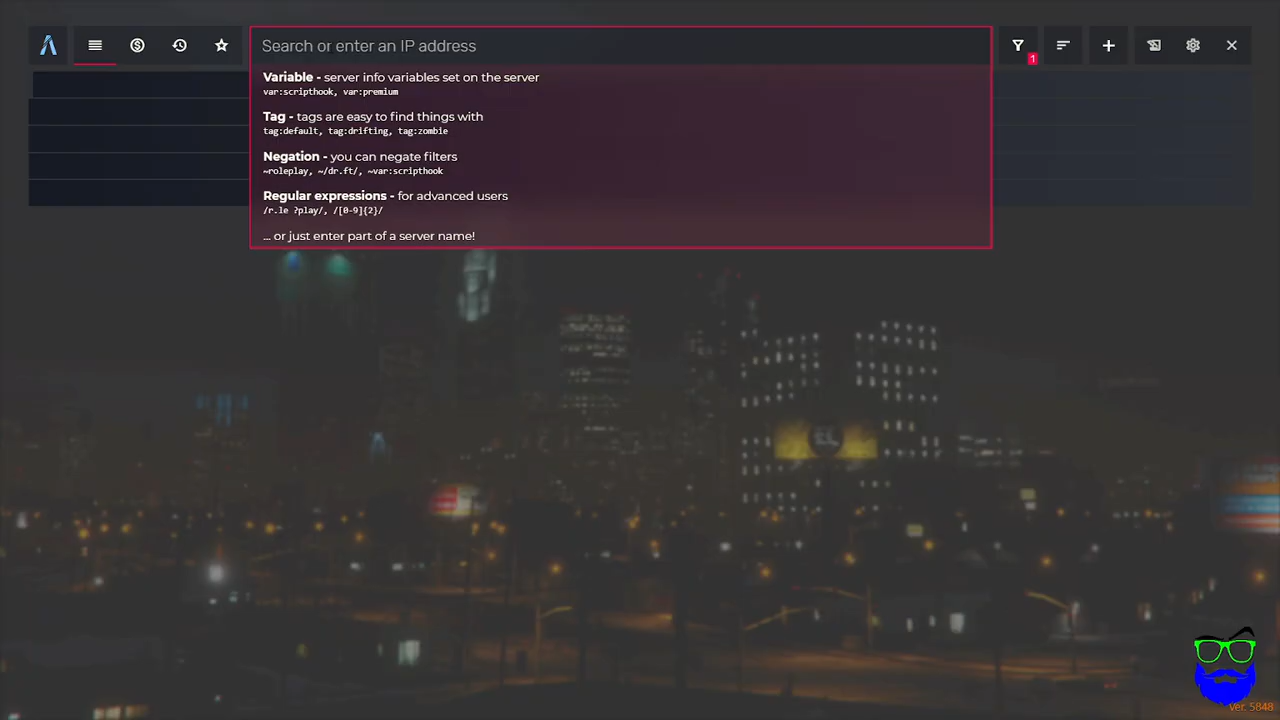 Search or enter an IP address
1
Variable - server info variables set on the server
var:scripthook, var:premium
Tag - tags are easy to find things with
tag:default, tag:drifting, tag:zombie
Negation - you can negate filters
~roleplay, ~/dr.ft/, ~var:scripthook
Regular expressions - for advanced users
/r.le ?play/, /[0-9]{2}/
... or just enter part of a server name!
ver. 5848